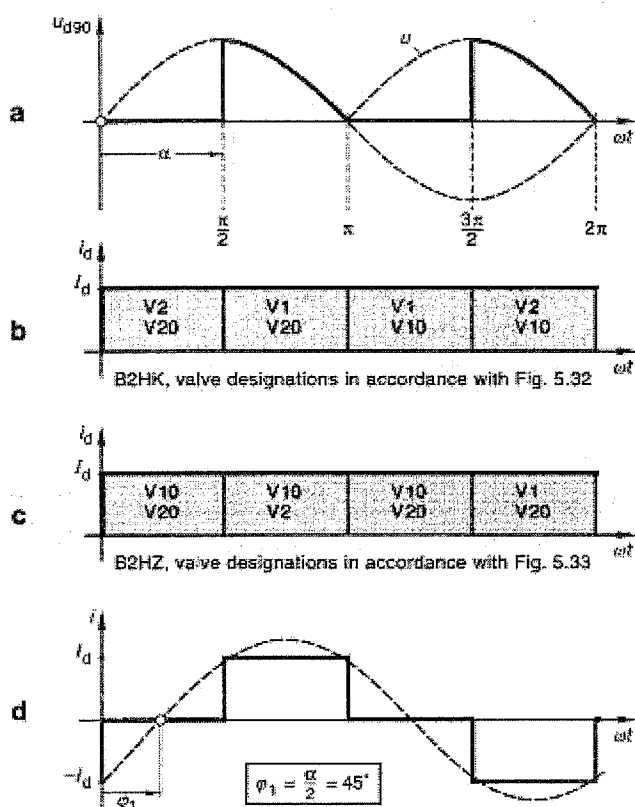 u_d90
u
a
α
ωt
π/2
π
3π/2
2π
i_d
I_d
V2
V20
V1
V20
V1
V10
V2
V10
b
ωt
B2HK, valve designations in accordance with Fig. 5.32
i_d
I_d
V10
V20
V10
V2
V10
V20
V1
V20
c
ωt
B2HZ, valve designations in accordance with Fig. 5.33
i
I_d
d
ωt
-I_d
φ₁
φ₁ = α/2 = 45°